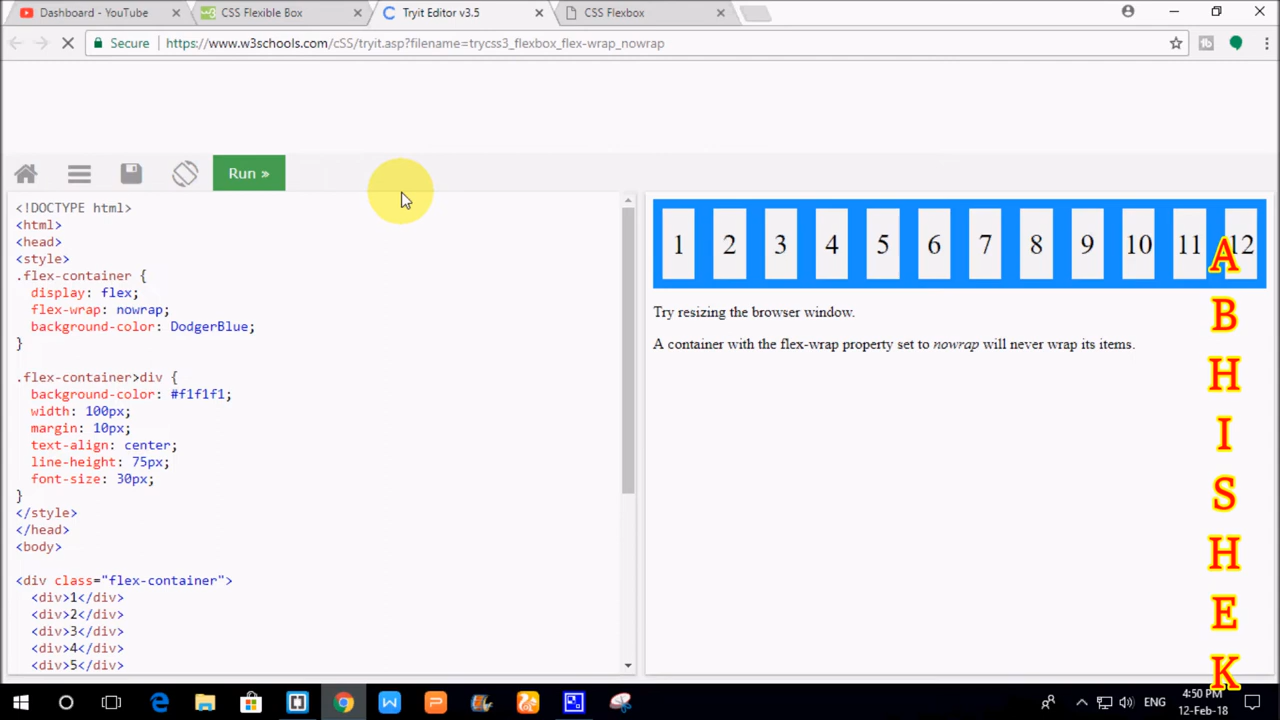 Dashboard - YouTube
CSS Flexible Box
Tryit Editor v3.5
CSS Flexbox
Secure
https://www.w3schools.com/cSS/tryit.asp?filename=trycss3_flexbox_flex-wrap_nowrap
Run »
<!DOCTYPE html>
<html>
<head>
<style>
.flex-container {
display: flex;
flex-wrap: nowrap;
background-color: DodgerBlue;
}
.flex-container>div {
background-color: #f1f1f1;
width: 100px;
margin: 10px;
text-align: center;
line-height: 75px;
font-size: 30px;
}
</style>
</head>
<body>
<div class="flex-container">
<div>1</div>
<div>2</div>
<div>3</div>
<div>4</div>
<div>5</div>
1 2 3 4 5 6 7 8 9 10 11 12
Try resizing the browser window.
A container with the flex-wrap property set to nowrap will never wrap its items.
A
B
H
I
S
H
E
K
ENG
4:50 PM
12-Feb-18